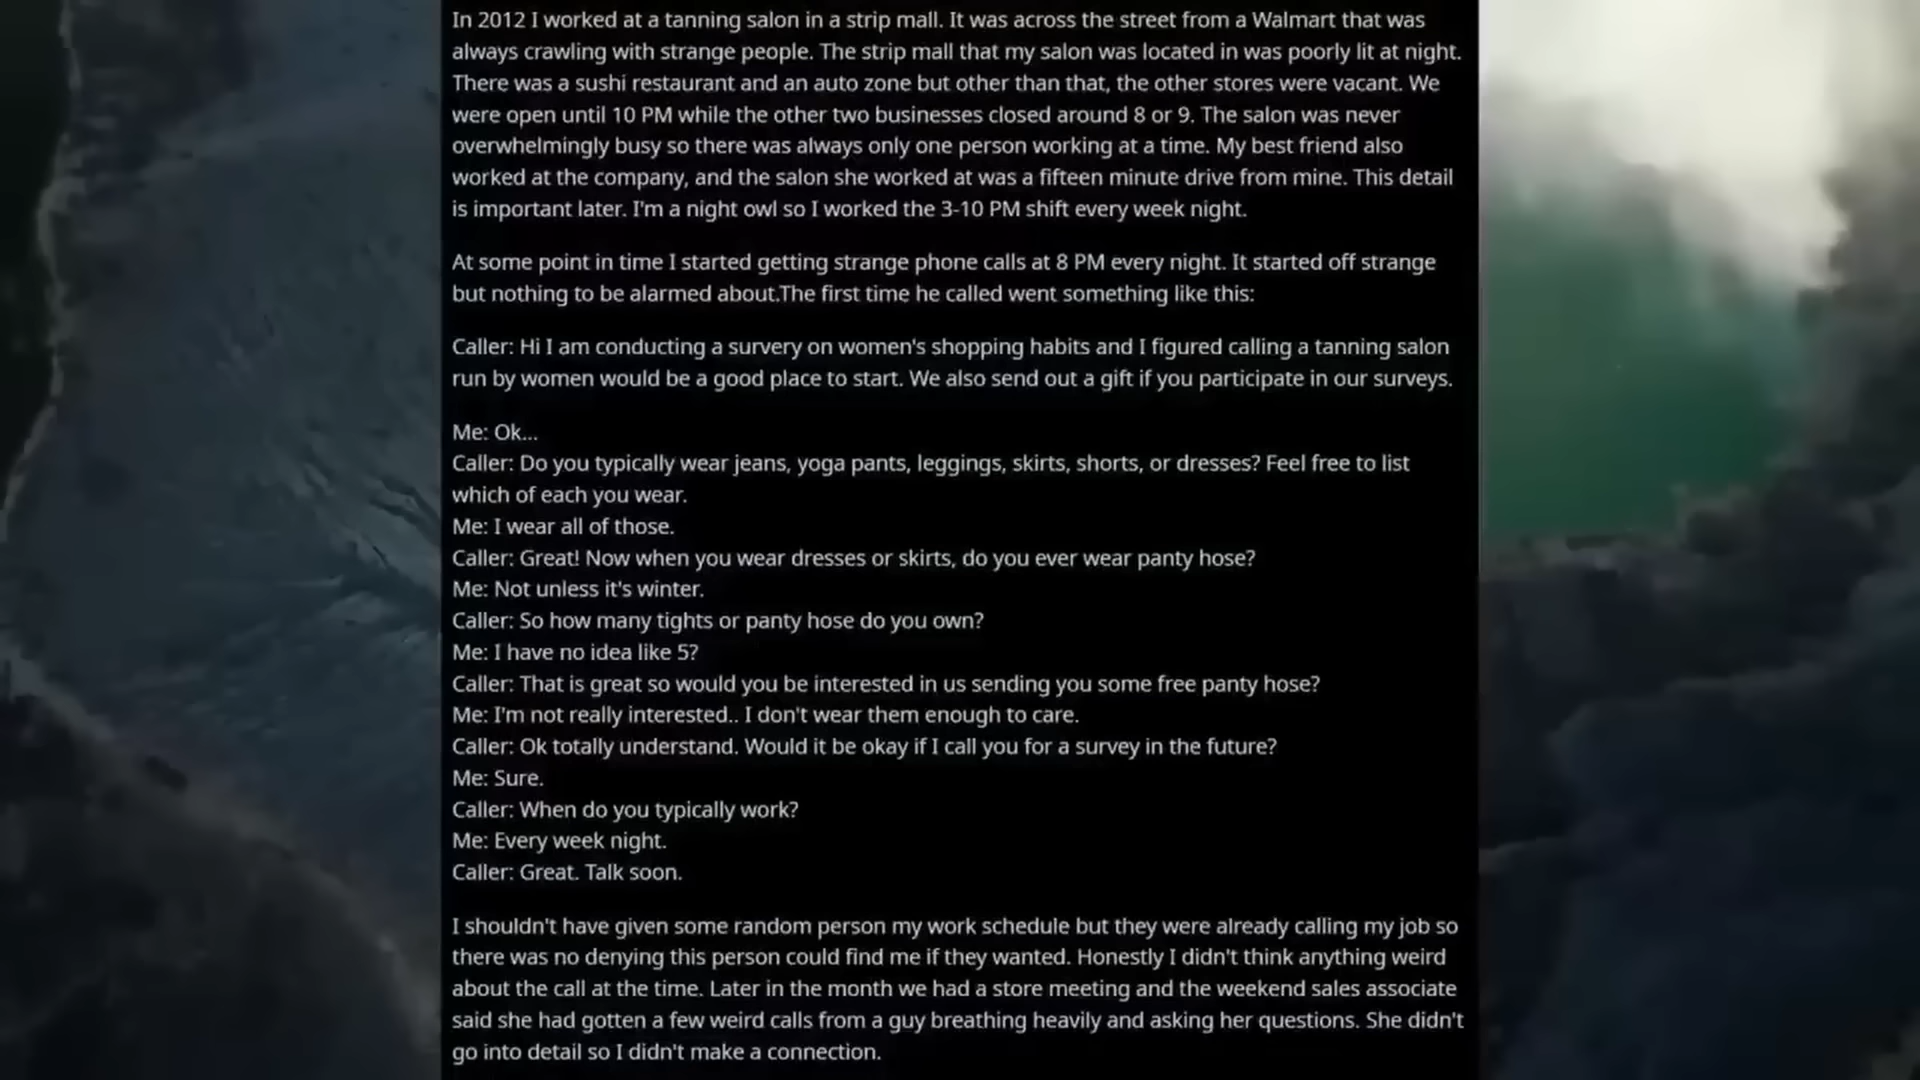 In 2012 I worked at a tanning salon in a strip mall. It was across the street from a Walmart that was
always crawling with strange people. The strip mall that my salon was located in was poorly lit at night.
There was a sushi restaurant and an auto zone but other than that, the other stores were vacant. We
were open until 10 PM while the other two businesses closed around 8 or 9. The salon was never
overwhelmingly busy so there was always only one person working at a time. My best friend also
worked at the company, and the salon she worked at was a fifteen minute drive from mine. This detail
is important later. I'm a night owl so I worked the 3-10 PM shift every week night.
At some point in time I started getting strange phone calls at 8 PM every night. It started off strange
but nothing to be alarmed about.The first time he called went something like this:
Caller: Hi I am conducting a survery on women's shopping habits and I figured calling a tanning salon
run by women would be a good place to start. We also send out a gift if you participate in our surveys.
Me: Ok...
Caller: Do you typically wear jeans, yoga pants, leggings, skirts, shorts, or dresses? Feel free to list
which of each you wear.
Me: I wear all of those.
Caller: Great! Now when you wear dresses or skirts, do you ever wear panty hose?
Me: Not unless it's winter.
Caller: So how many tights or panty hose do you own?
Me: I have no idea like 5?
Caller: That is great so would you be interested in us sending you some free panty hose?
Me: I'm not really interested.. I don't wear them enough to care.
Caller: Ok totally understand. Would it be okay if I call you for a survey in the future?
Me: Sure.
Caller: When do you typically work?
Me: Every week night.
Caller: Great. Talk soon.
I shouldn't have given some random person my work schedule but they were already calling my job so
there was no denying this person could find me if they wanted. Honestly I didn't think anything weird
about the call at the time. Later in the month we had a store meeting and the weekend sales associate
said she had gotten a few weird calls from a guy breathing heavily and asking her questions. She didn't
go into detail so I didn't make a connection.